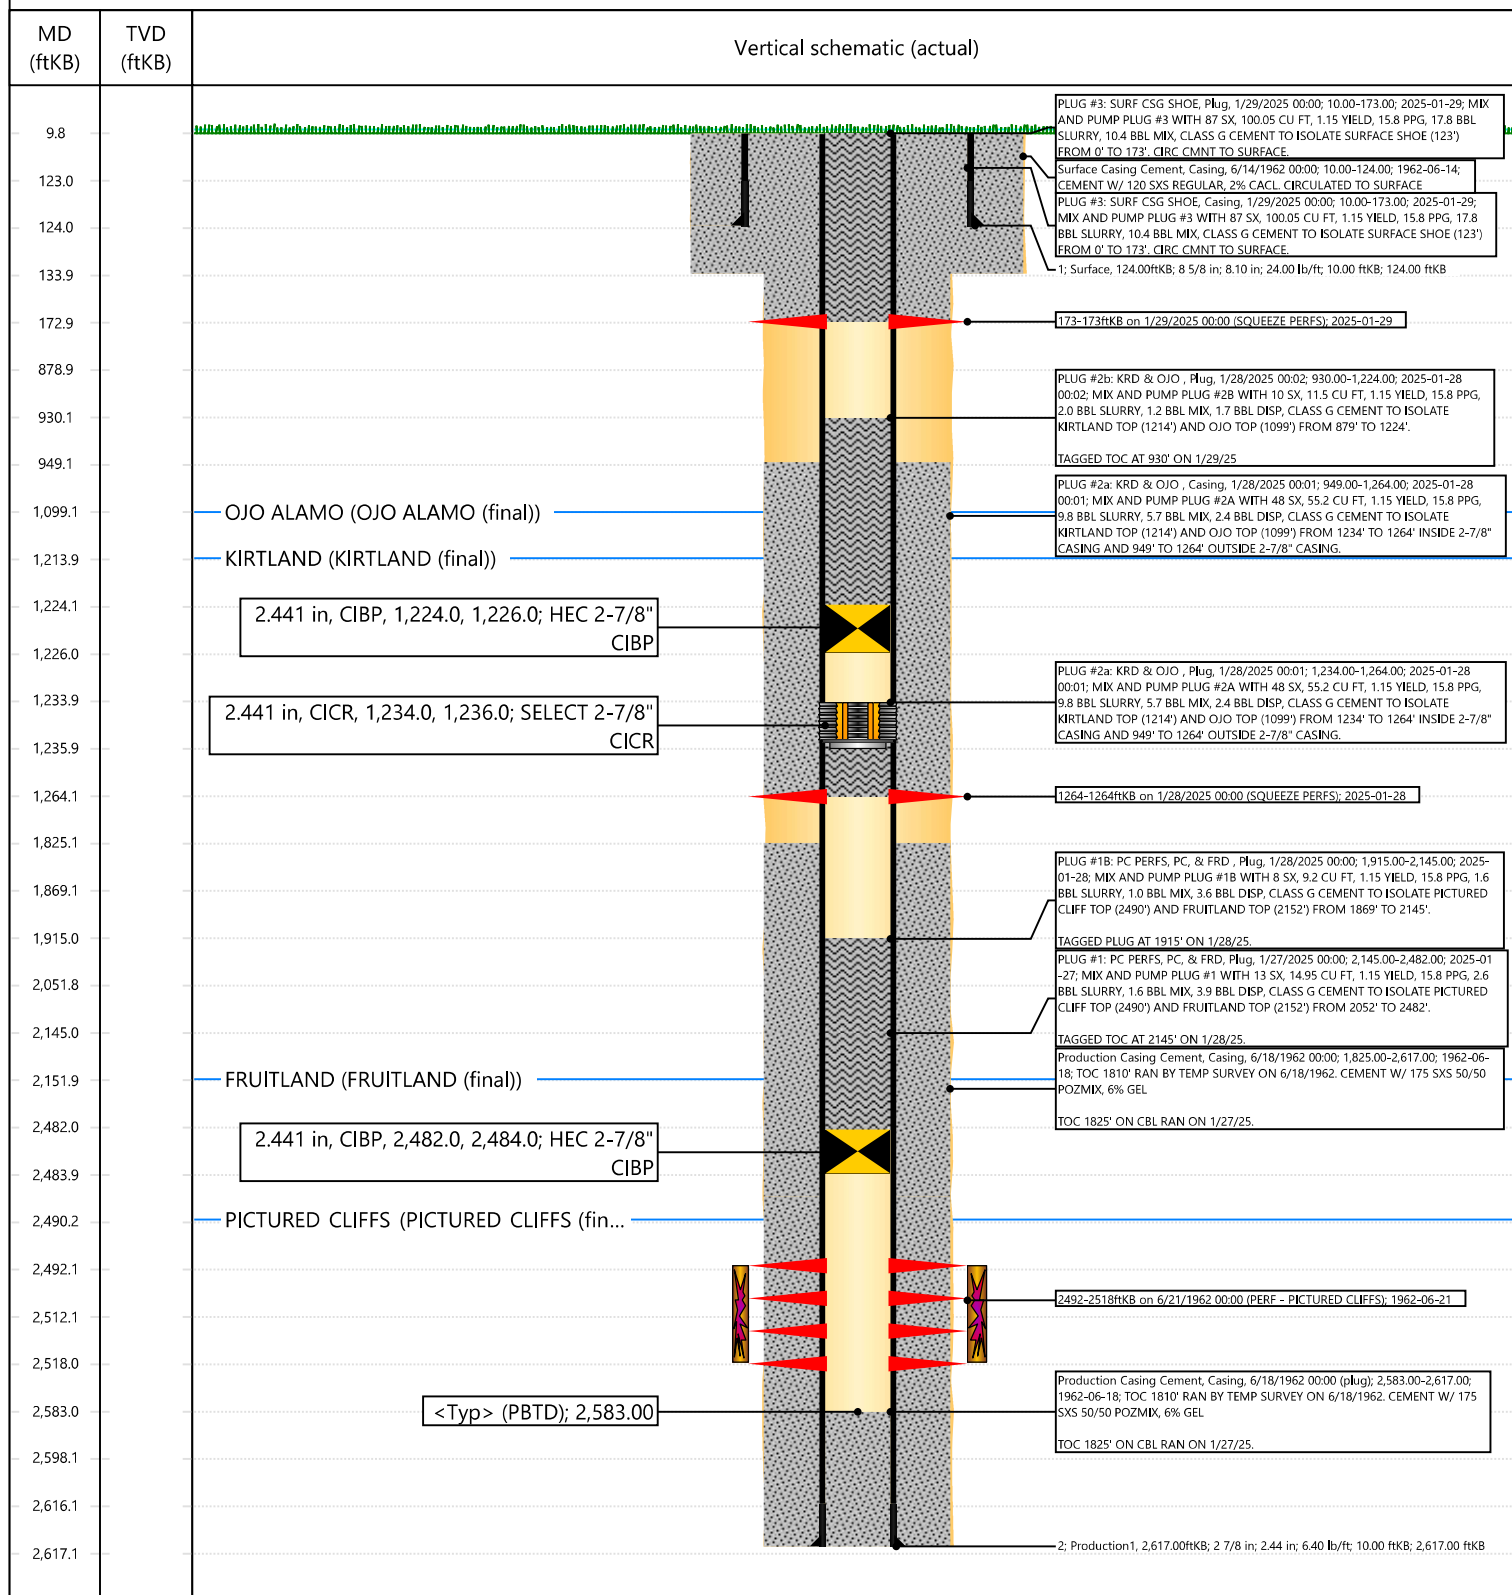 MD
(ftKB)
TVD
(ftKB)
Vertical schematic (actual)
9.8
123.0
124.0
133.9
172.9
878.9
930.1
949.1
1,099.1
1,213.9
1,224.1
1,226.0
1,233.9
1,235.9
1,264.1
1,825.1
1,869.1
1,915.0
2,051.8
2,145.0
2,151.9
2,482.0
2,483.9
2,490.2
2,492.1
2,512.1
2,518.0
2,583.0
2,598.1
2,616.1
2,617.1
OJO ALAMO (OJO ALAMO (final))
KIRTLAND (KIRTLAND (final))
2.441 in, CIBP, 1,224.0, 1,226.0; HEC 2-7/8"
CIBP
2.441 in, CICR, 1,234.0, 1,236.0; SELECT 2-7/8"
CICR
FRUITLAND (FRUITLAND (final))
2.441 in, CIBP, 2,482.0, 2,484.0; HEC 2-7/8"
CIBP
PICTURED CLIFFS (PICTURED CLIFFS (fin...
<Typ> (PBTD); 2,583.00
PLUG #3: SURF CSG SHOE, Plug, 1/29/2025 00:00; 10.00-173.00; 2025-01-29; MIX
AND PUMP PLUG #3 WITH 87 SX, 100.05 CU FT, 1.15 YIELD, 15.8 PPG, 17.8 BBL
SLURRY, 10.4 BBL MIX, CLASS G CEMENT TO ISOLATE SURFACE SHOE (123')
FROM 0' TO 173'. CIRC CMNT TO SURFACE.
Surface Casing Cement, Casing, 6/14/1962 00:00; 10.00-124.00; 1962-06-14;
CEMENT W/ 120 SXS REGULAR, 2% CACL. CIRCULATED TO SURFACE
PLUG #3: SURF CSG SHOE, Casing, 1/29/2025 00:00; 10.00-173.00; 2025-01-29;
MIX AND PUMP PLUG #3 WITH 87 SX, 100.05 CU FT, 1.15 YIELD, 15.8 PPG, 17.8
BBL SLURRY, 10.4 BBL MIX, CLASS G CEMENT TO ISOLATE SURFACE SHOE (123')
FROM 0' TO 173'. CIRC CMNT TO SURFACE.
1; Surface, 124.00ftKB; 8 5/8 in; 8.10 in; 24.00 lb/ft; 10.00 ftKB; 124.00 ftKB
173-173ftKB on 1/29/2025 00:00 (SQUEEZE PERFS); 2025-01-29
PLUG #2b: KRD & OJO , Plug, 1/28/2025 00:02; 930.00-1,224.00; 2025-01-28
00:02; MIX AND PUMP PLUG #2B WITH 10 SX, 11.5 CU FT, 1.15 YIELD, 15.8 PPG,
2.0 BBL SLURRY, 1.2 BBL MIX, 1.7 BBL DISP, CLASS G CEMENT TO ISOLATE
KIRTLAND TOP (1214') AND OJO TOP (1099') FROM 879' TO 1224'.
TAGGED TOC AT 930' ON 1/29/25
PLUG #2a: KRD & OJO , Casing, 1/28/2025 00:01; 949.00-1,264.00; 2025-01-28
00:01; MIX AND PUMP PLUG #2A WITH 48 SX, 55.2 CU FT, 1.15 YIELD, 15.8 PPG,
9.8 BBL SLURRY, 5.7 BBL MIX, 2.4 BBL DISP, CLASS G CEMENT TO ISOLATE
KIRTLAND TOP (1214') AND OJO TOP (1099') FROM 1234' TO 1264' INSIDE 2-7/8"
CASING AND 949' TO 1264' OUTSIDE 2-7/8" CASING.
PLUG #2a: KRD & OJO , Plug, 1/28/2025 00:01; 1,234.00-1,264.00; 2025-01-28
00:01; MIX AND PUMP PLUG #2A WITH 48 SX, 55.2 CU FT, 1.15 YIELD, 15.8 PPG,
9.8 BBL SLURRY, 5.7 BBL MIX, 2.4 BBL DISP, CLASS G CEMENT TO ISOLATE
KIRTLAND TOP (1214') AND OJO TOP (1099') FROM 1234' TO 1264' INSIDE 2-7/8"
CASING AND 949' TO 1264' OUTSIDE 2-7/8" CASING.
1264-1264ftKB on 1/28/2025 00:00 (SQUEEZE PERFS); 2025-01-28
PLUG #1B: PC PERFS, PC, & FRD , Plug, 1/28/2025 00:00; 1,915.00-2,145.00; 2025-
01-28; MIX AND PUMP PLUG #1B WITH 8 SX, 9.2 CU FT, 1.15 YIELD, 15.8 PPG, 1.6
BBL SLURRY, 1.0 BBL MIX, 3.6 BBL DISP, CLASS G CEMENT TO ISOLATE PICTURED
CLIFF TOP (2490') AND FRUITLAND TOP (2152') FROM 1869' TO 2145'.
TAGGED PLUG AT 1915' ON 1/28/25.
PLUG #1: PC PERFS, PC, & FRD, Plug, 1/27/2025 00:00; 2,145.00-2,482.00; 2025-01
-27; MIX AND PUMP PLUG #1 WITH 13 SX, 14.95 CU FT, 1.15 YIELD, 15.8 PPG, 2.6
BBL SLURRY, 1.6 BBL MIX, 3.9 BBL DISP, CLASS G CEMENT TO ISOLATE PICTURED
CLIFF TOP (2490') AND FRUITLAND TOP (2152') FROM 2052' TO 2482'.
TAGGED TOC AT 2145' ON 1/28/25.
Production Casing Cement, Casing, 6/18/1962 00:00; 1,825.00-2,617.00; 1962-06-
18; TOC 1810' RAN BY TEMP SURVEY ON 6/18/1962. CEMENT W/ 175 SXS 50/50
POZMIX, 6% GEL
TOC 1825' ON CBL RAN ON 1/27/25.
2492-2518ftKB on 6/21/1962 00:00 (PERF - PICTURED CLIFFS); 1962-06-21
Production Casing Cement, Casing, 6/18/1962 00:00 (plug); 2,583.00-2,617.00;
1962-06-18; TOC 1810' RAN BY TEMP SURVEY ON 6/18/1962. CEMENT W/ 175
SXS 50/50 POZMIX, 6% GEL
TOC 1825' ON CBL RAN ON 1/27/25.
2; Production1, 2,617.00ftKB; 2 7/8 in; 2.44 in; 6.40 lb/ft; 10.00 ftKB; 2,617.00 ftKB